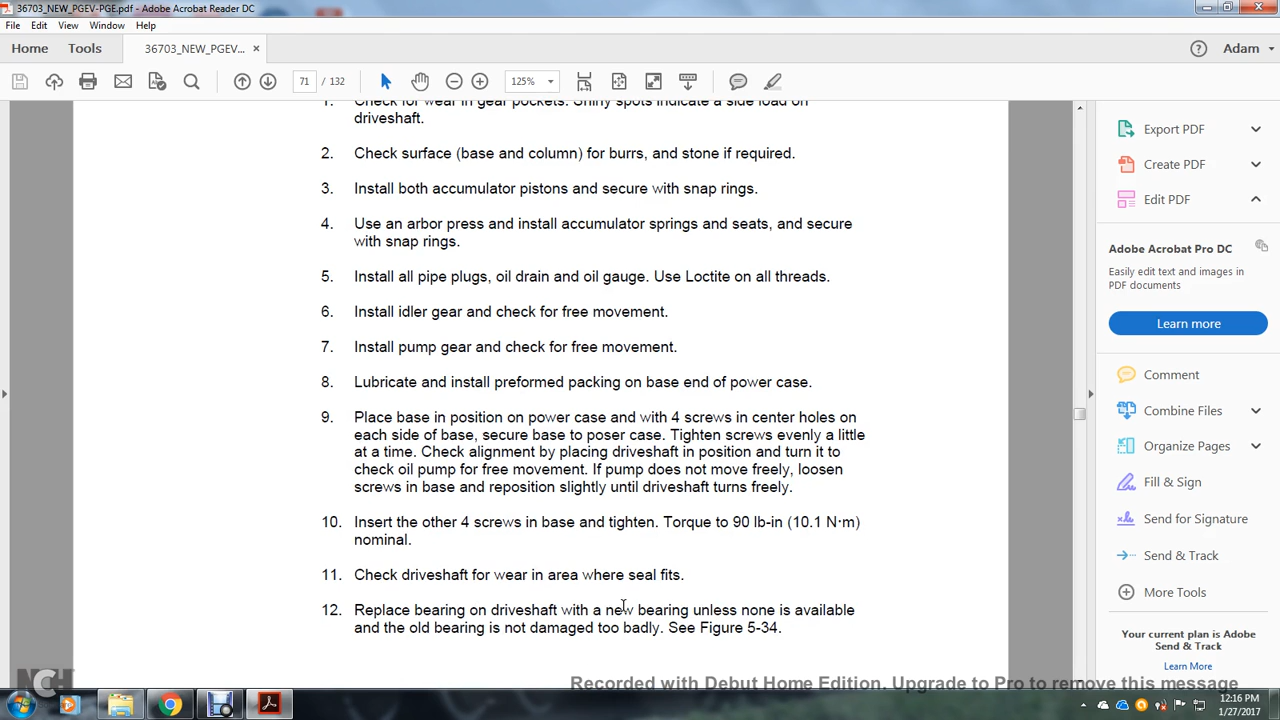 36703_NEW_PGEV-PGE.pdf - Adobe Acrobat Reader DC
File Edit View Window Help
Home Tools 36703_NEW_PGEV... × Adam
71 / 132 125%
1. Check for wear in gear pockets. Shiny spots indicate a side load on
driveshaft.
2. Check surface (base and column) for burrs, and stone if required.
3. Install both accumulator pistons and secure with snap rings.
4. Use an arbor press and install accumulator springs and seats, and secure
with snap rings.
5. Install all pipe plugs, oil drain and oil gauge. Use Loctite on all threads.
6. Install idler gear and check for free movement.
7. Install pump gear and check for free movement.
8. Lubricate and install preformed packing on base end of power case.
9. Place base in position on power case and with 4 screws in center holes on
each side of base, secure base to poser case. Tighten screws evenly a little
at a time. Check alignment by placing driveshaft in position and turn it to
check oil pump for free movement. If pump does not move freely, loosen
screws in base and reposition slightly until driveshaft turns freely.
10. Insert the other 4 screws in base and tighten. Torque to 90 lb-in (10.1 N·m)
nominal.
11. Check driveshaft for wear in area where seal fits.
12. Replace bearing on driveshaft with a new bearing unless none is available
and the old bearing is not damaged too badly. See Figure 5-34.
Export PDF
Create PDF
Edit PDF
Adobe Acrobat Pro DC
Easily edit text and images in
PDF documents
Learn more
Comment
Combine Files
Organize Pages
Fill & Sign
Send for Signature
Send & Track
More Tools
Your current plan is Adobe
Send & Track
Learn More
NCH
Recorded with Debut Home Edition. Upgrade to Pro to remove this message
12:16 PM
1/27/2017